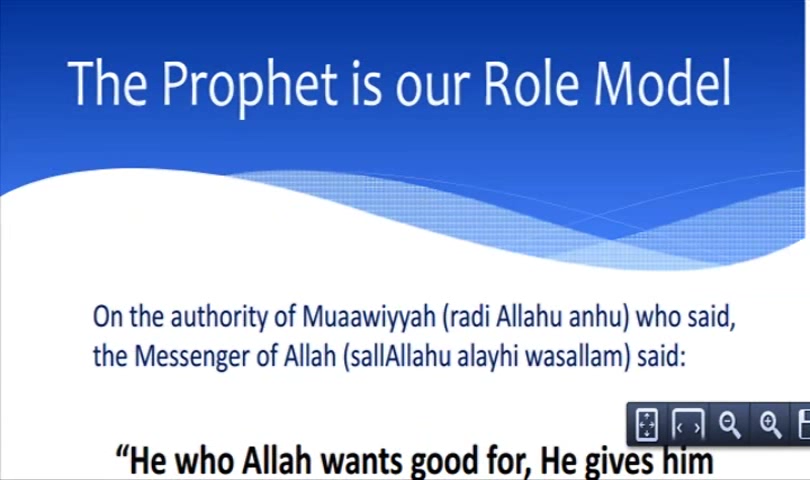 The Prophet is our Role Model
On the authority of Muaawiyyah (radi Allahu anhu) who said,
the Messenger of Allah (sallAllahu alayhi wasallam) said:
“He who Allah wants good for, He gives him